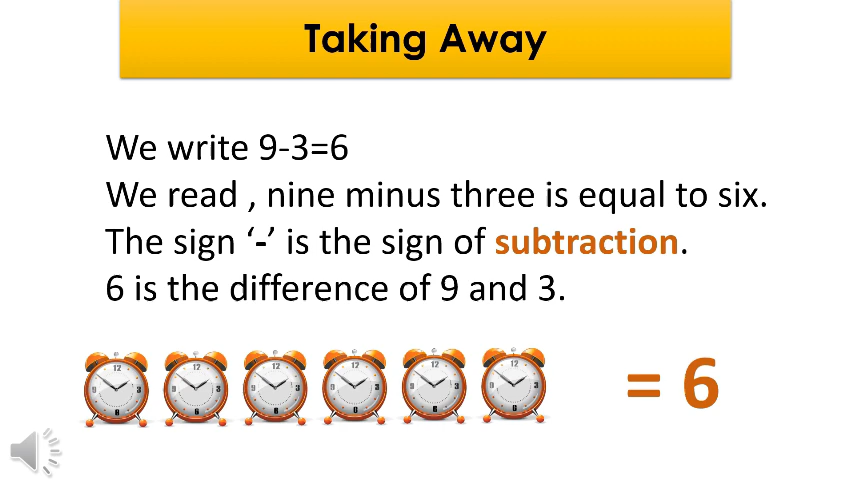 Taking Away
We write 9-3=6
We read , nine minus three is equal to six.
The sign ‘-’ is the sign of subtraction.
6 is the difference of 9 and 3.
= 6